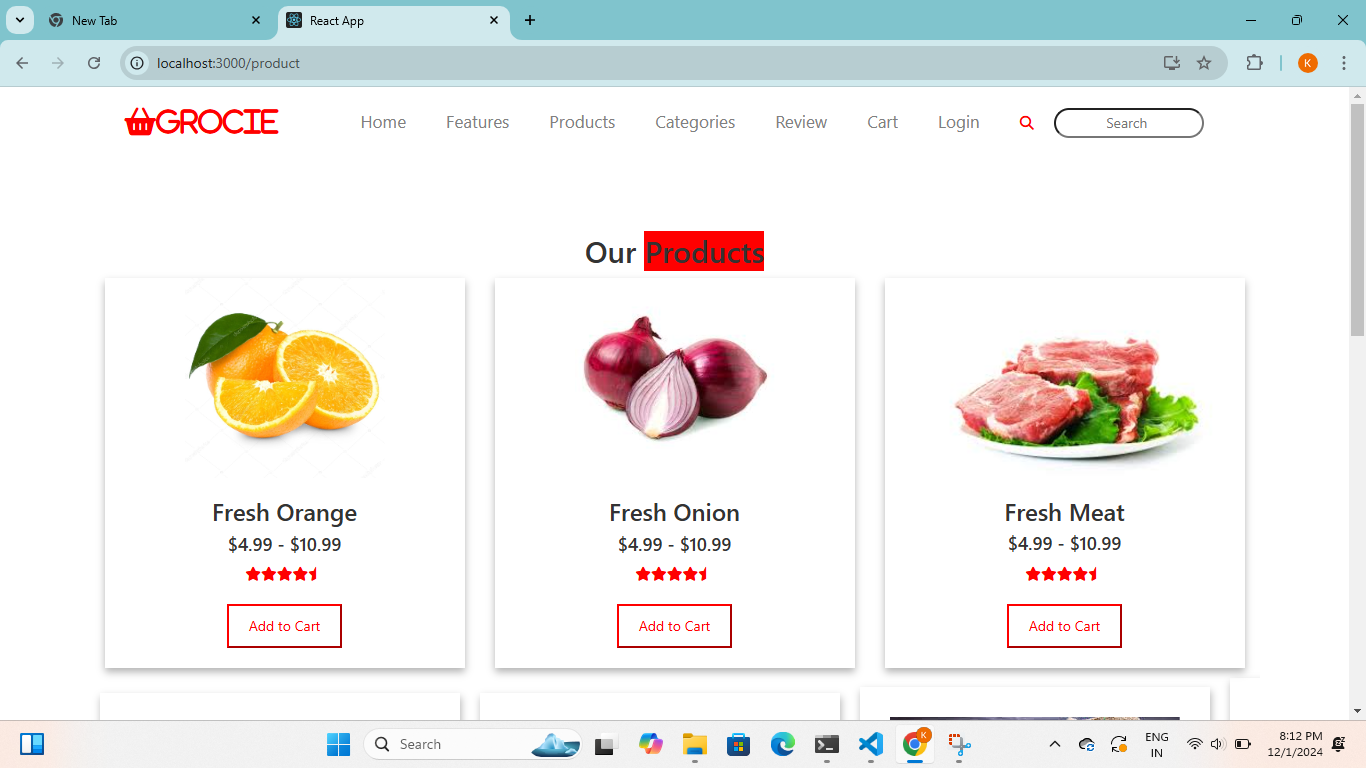 New Tab
React App
localhost:3000/product
K
GROCIE
Home Features Products Categories Review Cart Login Search
Our Products
Fresh Orange
$4.99 - $10.99
Add to Cart
Fresh Onion
$4.99 - $10.99
Add to Cart
Fresh Meat
$4.99 - $10.99
Add to Cart
Search
K
ENG
IN
8:12 PM
12/1/2024